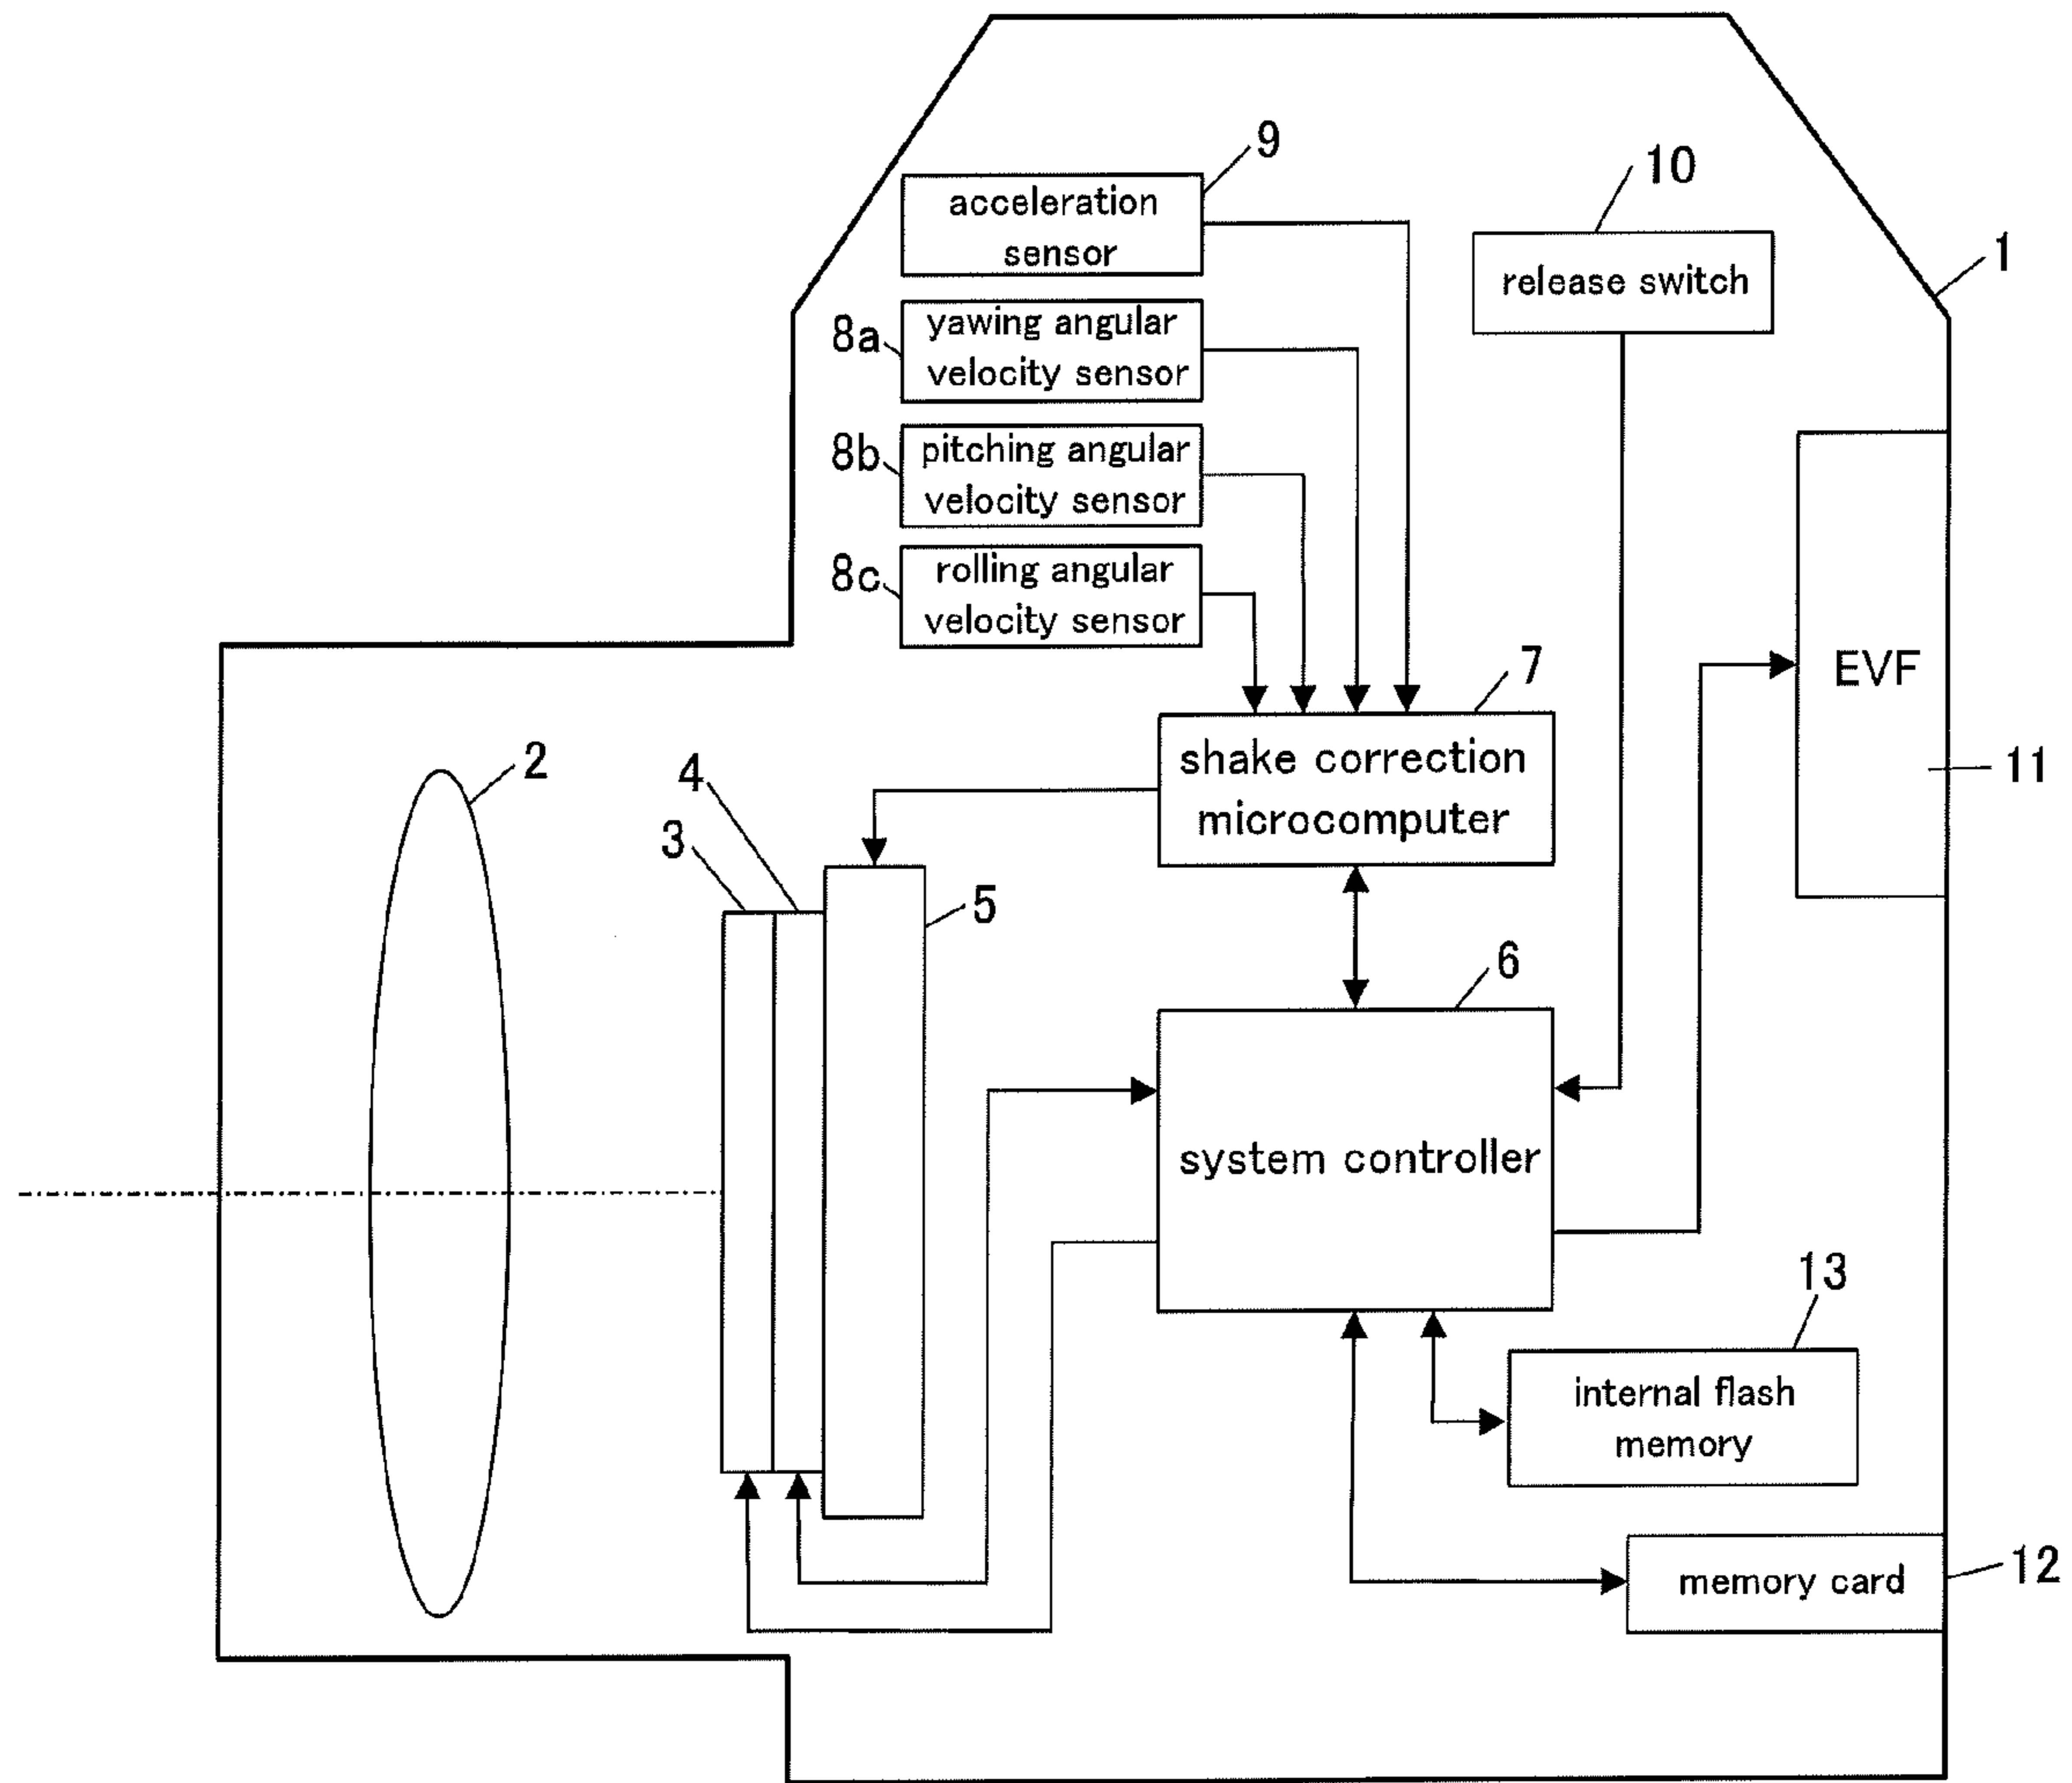 9
acceleration
sensor
10
release switch
1
8a
yawing angular
velocity sensor
8b
pitching angular
velocity sensor
8c
rolling angular
velocity sensor
7
EVF
2
4
shake correction
microcomputer
11
3
5
6
system controller
13
internal flash
memory
memory card
12